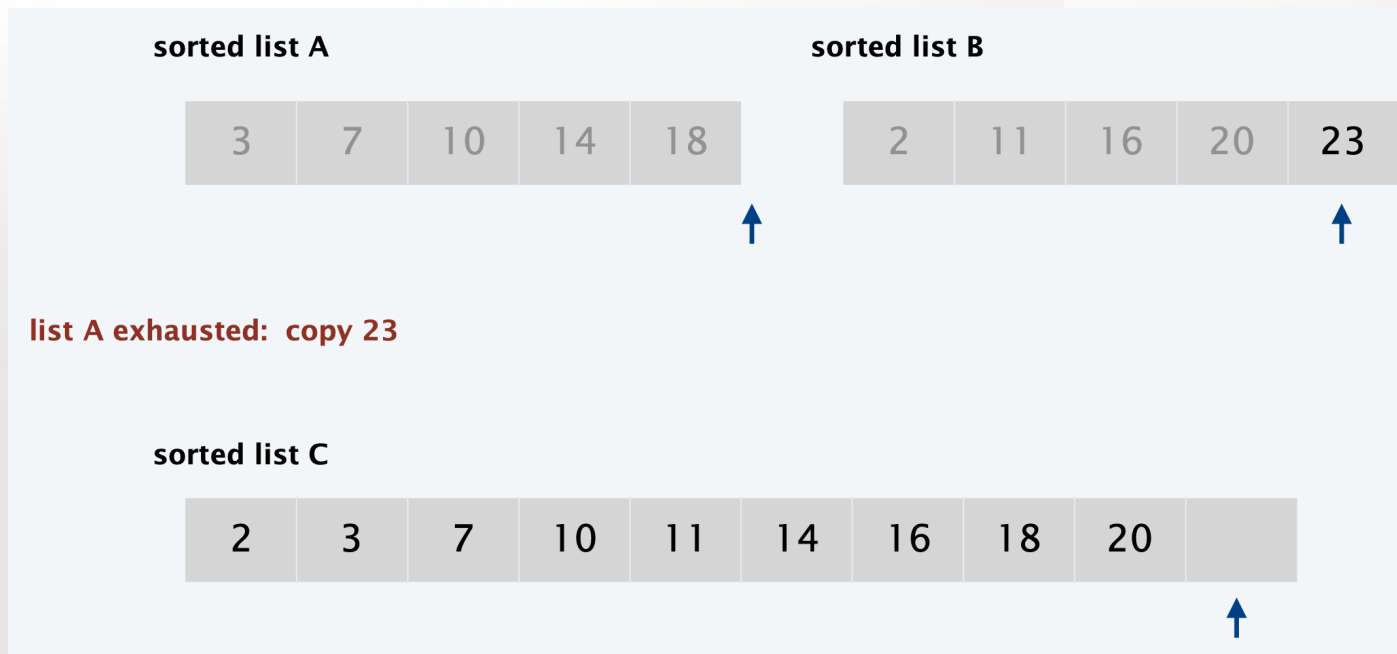 sorted list A
sorted list B
3 7 10 14 18
2 11 16 20 23
list A exhausted: copy 23
sorted list C
2 3 7 10 11 14 16 18 20